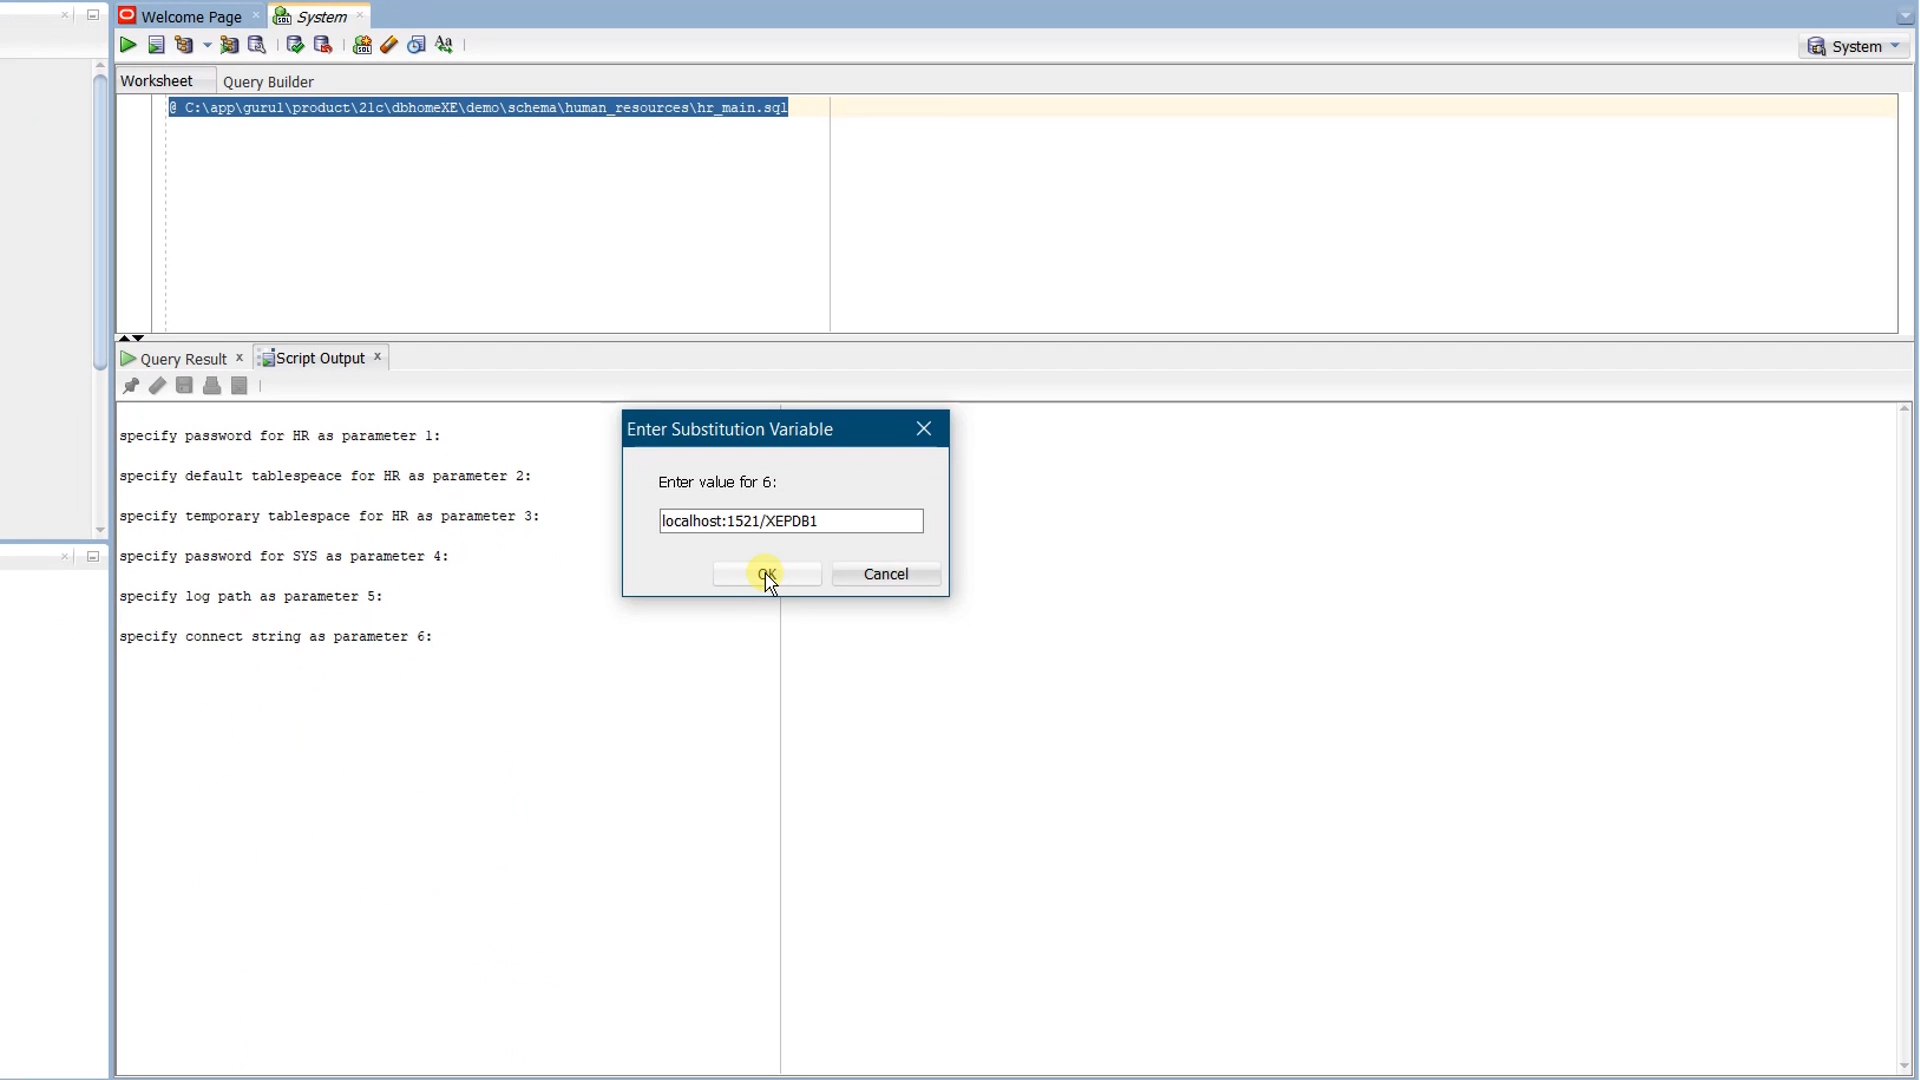 Welcome Page
System
System
Worksheet
Query Builder
@ C:\app\guru1\product\21c\dbhomeXE\demo\schema\human_resources\hr_main.sql
Query Result
Script Output
specify password for HR as parameter 1:
specify default tablespeace for HR as parameter 2:
specify temporary tablespace for HR as parameter 3:
specify password for SYS as parameter 4:
specify log path as parameter 5:
specify connect string as parameter 6:
Enter Substitution Variable
Enter value for 6:
localhost:1521/XEPDB1
OK
Cancel